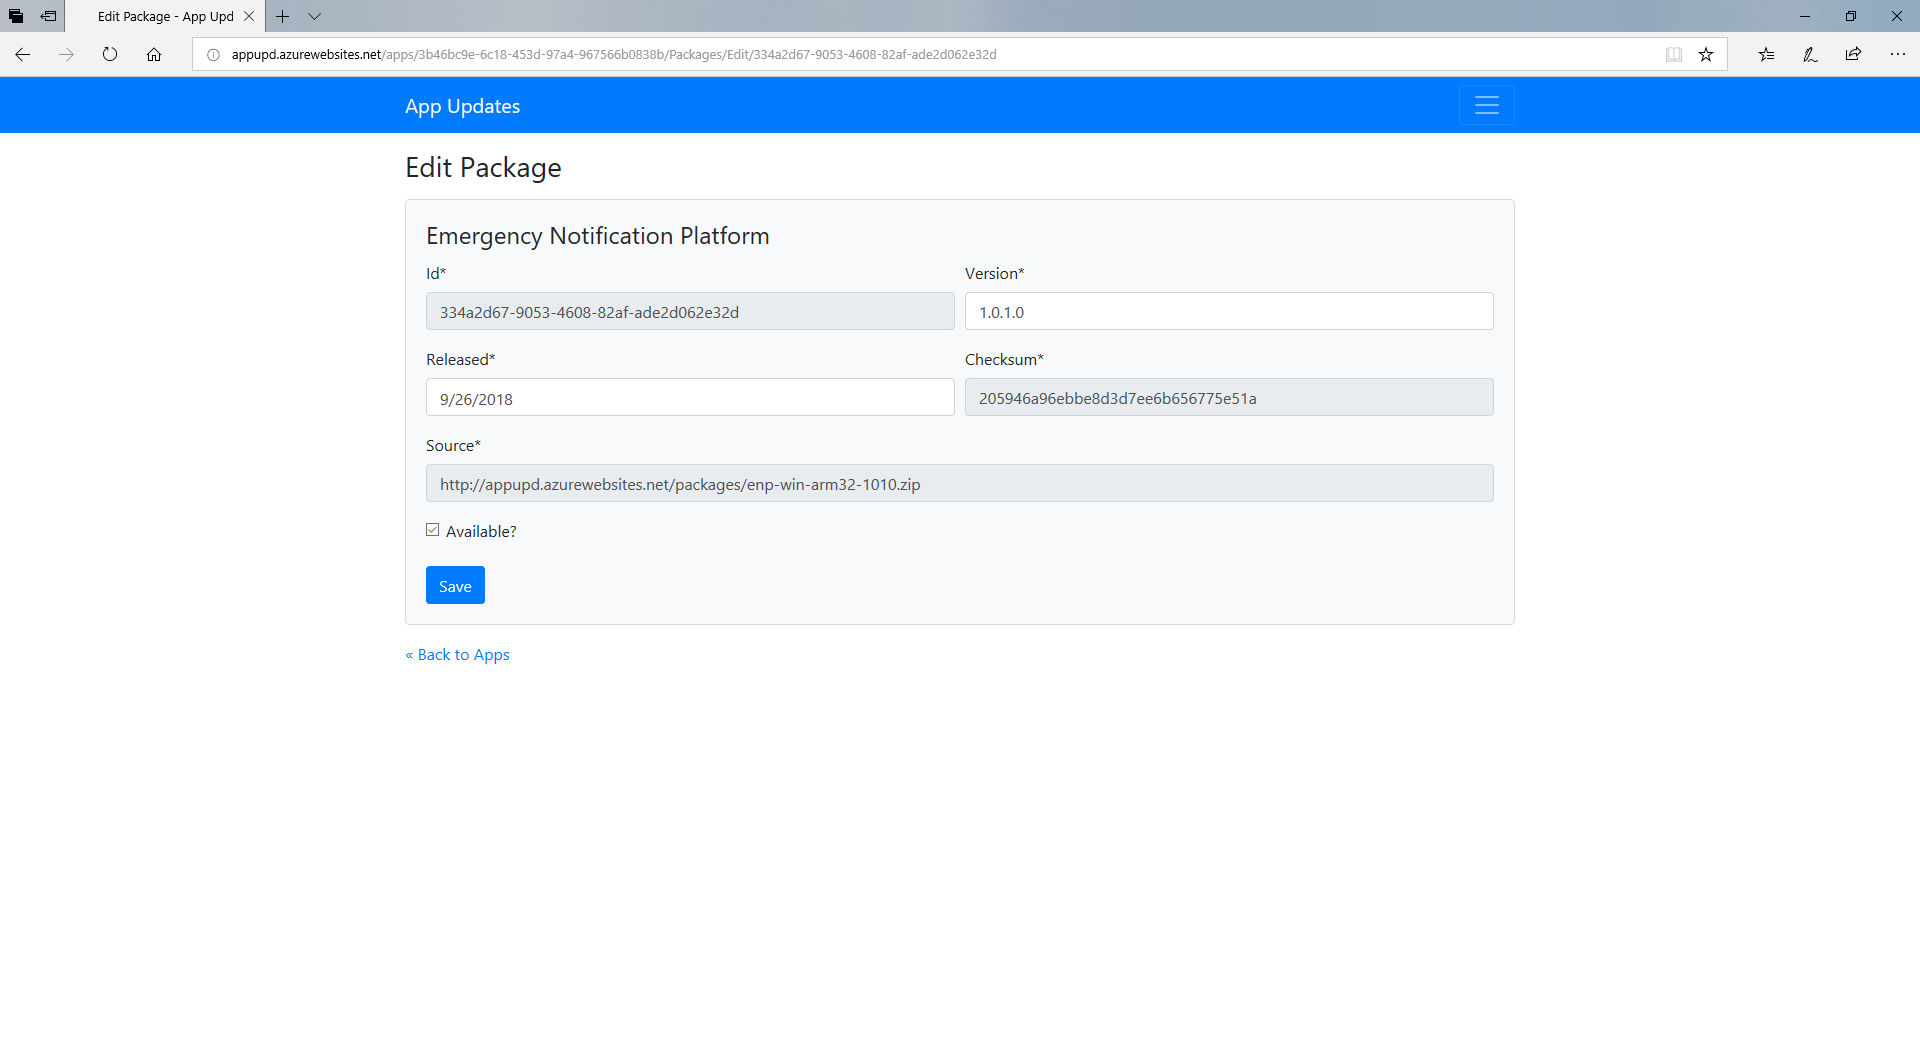 Edit Package - App Upd
appupd.azurewebsites.net/apps/3b46bc9e-6c18-453d-97a4-967566b0838b/Packages/Edit/334a2d67-9053-4608-82af-ade2d062e32d
App Updates
Edit Package
Emergency Notification Platform
Id* Version*
334a2d67-9053-4608-82af-ade2d062e32d 1.0.1.0
Released* Checksum*
9/26/2018 205946a96ebbe8d3d7ee6b656775e51a
Source*
http://appupd.azurewebsites.net/packages/enp-win-arm32-1010.zip
Available?
Save
« Back to Apps